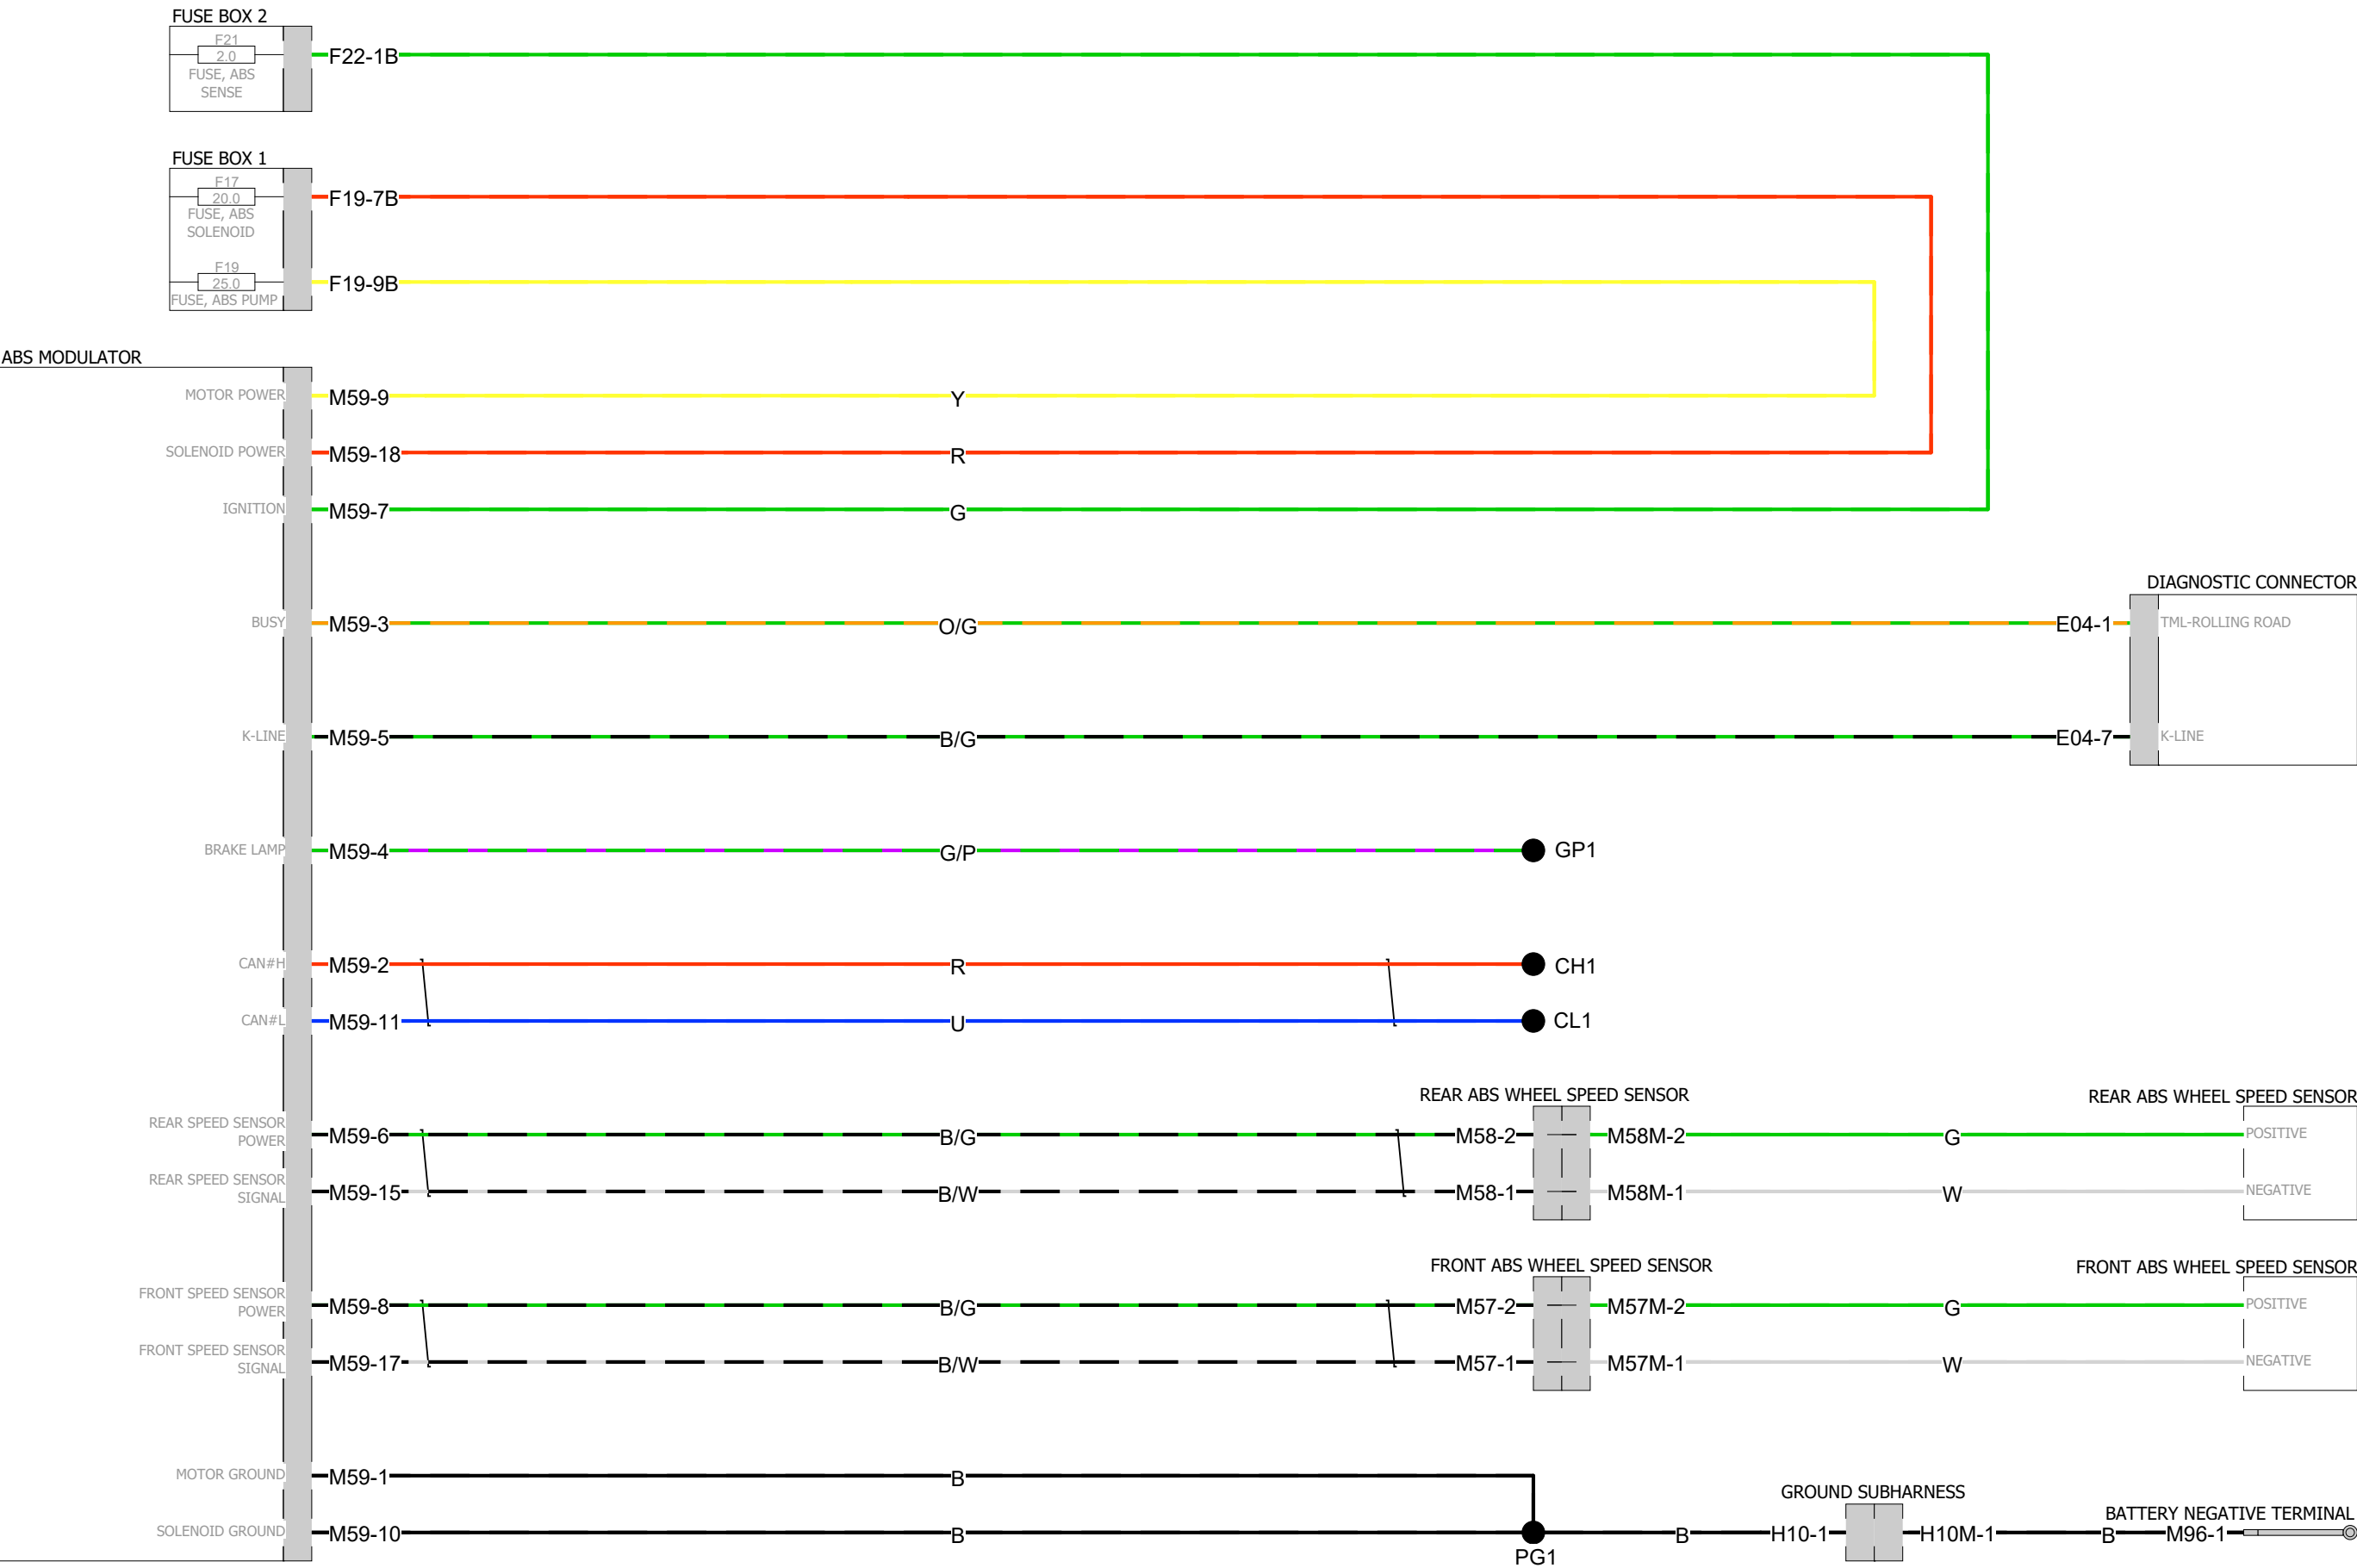 FUSE BOX 2
F21
2.0
FUSE, ABS
SENSE
F22-1B
FUSE BOX 1
F17
20.0
FUSE, ABS
SOLENOID
F19-7B
F19
25.0
FUSE, ABS PUMP
F19-9B
ABS MODULATOR
MOTOR POWER M59-9 Y
SOLENOID POWER M59-18 R
IGNITION M59-7 G
DIAGNOSTIC CONNECTOR
BUSY M59-3 O/G E04-1 TML-ROLLING ROAD
K-LINE M59-5 B/G E04-7 K-LINE
BRAKE LAMP M59-4 G/P GP1
CAN#H M59-2 R CH1
CAN#L M59-11 U CL1
REAR ABS WHEEL SPEED SENSOR REAR ABS WHEEL SPEED SENSOR
REAR SPEED SENSOR
POWER
M59-6 B/G M58-2 M58M-2 G POSITIVE
REAR SPEED SENSOR
SIGNAL
M59-15 B/W M58-1 M58M-1 W NEGATIVE
FRONT ABS WHEEL SPEED SENSOR FRONT ABS WHEEL SPEED SENSOR
FRONT SPEED SENSOR
POWER
M59-8 B/G M57-2 M57M-2 G POSITIVE
FRONT SPEED SENSOR
SIGNAL
M59-17 B/W M57-1 M57M-1 W NEGATIVE
MOTOR GROUND M59-1 B
GROUND SUBHARNESS
BATTERY NEGATIVE TERMINAL
SOLENOID GROUND M59-10 B B H10-1 H10M-1 B M96-1
PG1